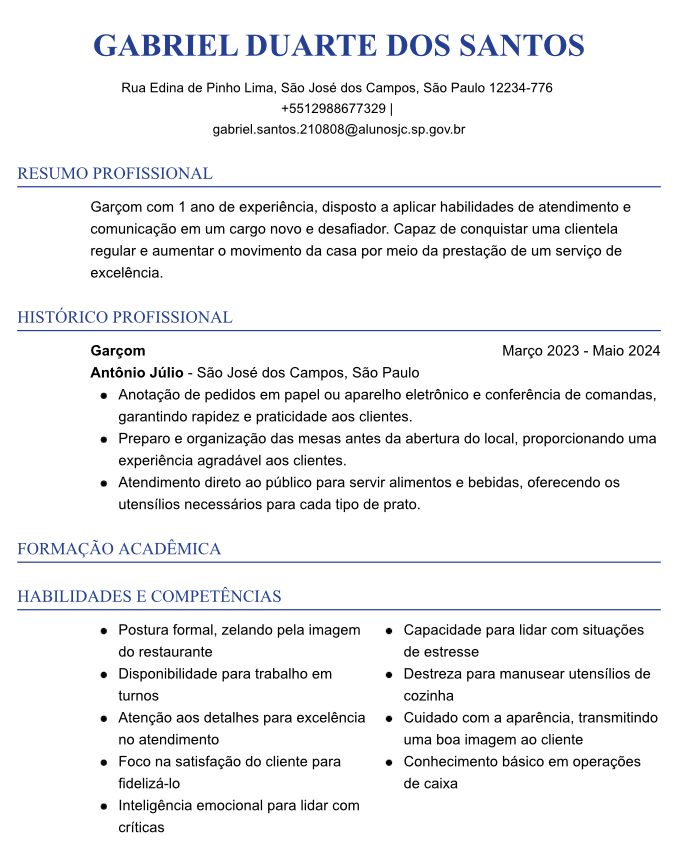 GABRIEL DUARTE DOS SANTOS
Rua Edina de Pinho Lima, São José dos Campos, São Paulo 12234-776
+5512988677329 |
gabriel.santos.210808@alunosjc.sp.gov.br
RESUMO PROFISSIONAL
Garçom com 1 ano de experiência, disposto a aplicar habilidades de atendimento e
comunicação em um cargo novo e desafiador. Capaz de conquistar uma clientela
regular e aumentar o movimento da casa por meio da prestação de um serviço de
excelência.
HISTÓRICO PROFISSIONAL
Garçom Março 2023 - Maio 2024
Antônio Júlio - São José dos Campos, São Paulo
● Anotação de pedidos em papel ou aparelho eletrônico e conferência de comandas,
garantindo rapidez e praticidade aos clientes.
● Preparo e organização das mesas antes da abertura do local, proporcionando uma
experiência agradável aos clientes.
● Atendimento direto ao público para servir alimentos e bebidas, oferecendo os
utensílios necessários para cada tipo de prato.
FORMAÇÃO ACADÊMICA
HABILIDADES E COMPETÊNCIAS
● Postura formal, zelando pela imagem
do restaurante
● Disponibilidade para trabalho em
turnos
● Atenção aos detalhes para excelência
no atendimento
● Foco na satisfação do cliente para
fidelizá-lo
● Inteligência emocional para lidar com
críticas
● Capacidade para lidar com situações
de estresse
● Destreza para manusear utensílios de
cozinha
● Cuidado com a aparência, transmitindo
uma boa imagem ao cliente
● Conhecimento básico em operações
de caixa